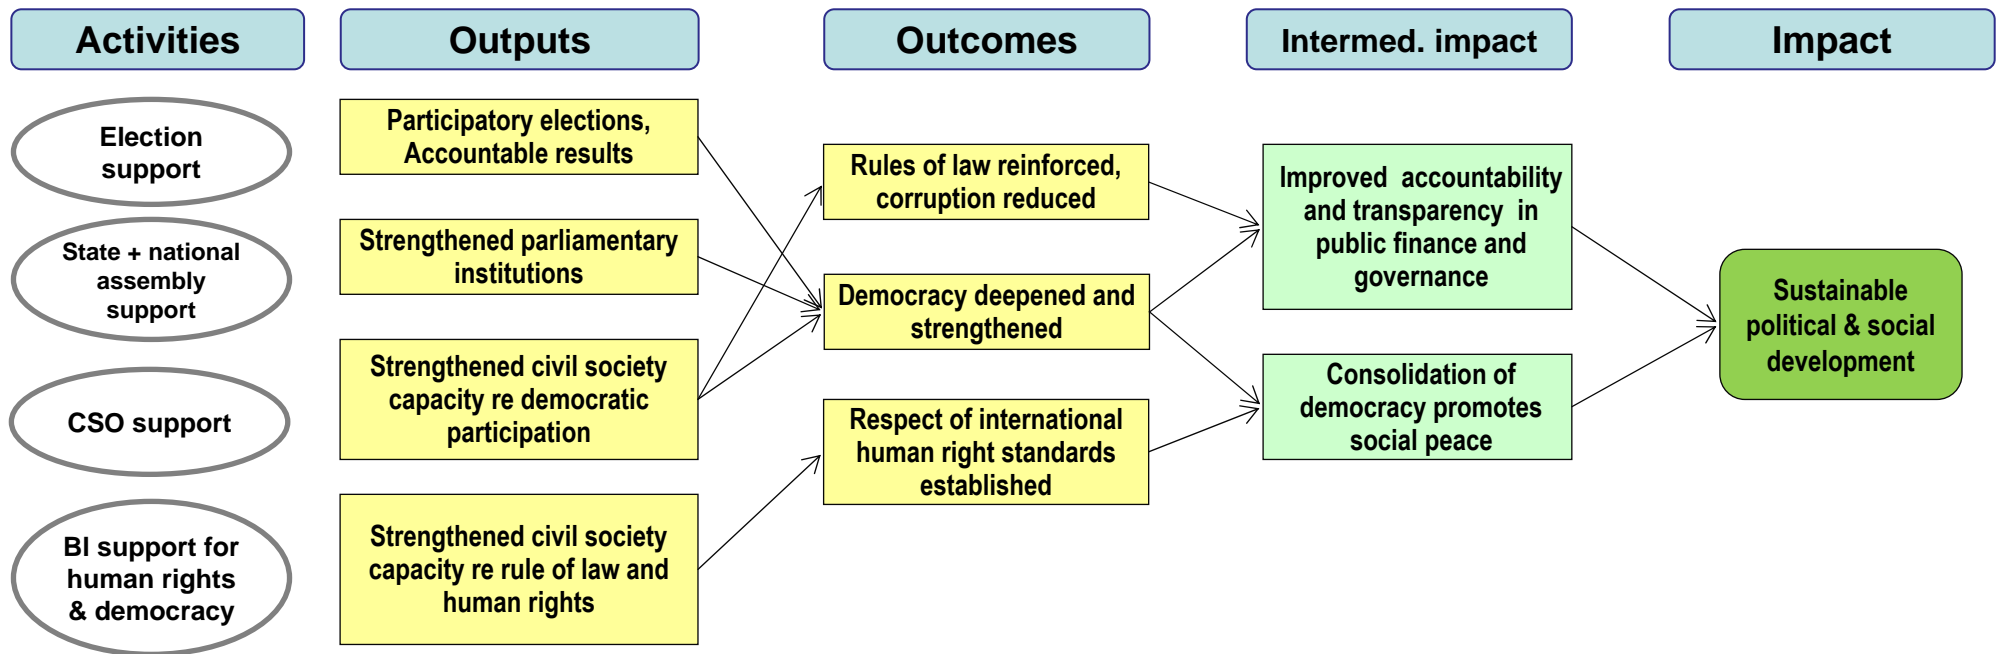 Activities
Outputs
Outcomes
Intermed. impact
Impact
Election
support
State + national
assembly
support
CSO support
BI support for
human rights
& democracy
Participatory elections,
Accountable results
Strengthened parliamentary
institutions
Strengthened civil society
capacity re democratic
participation
Strengthened civil society
capacity re rule of law and
human rights
Rules of law reinforced,
corruption reduced
Democracy deepened and
strengthened
Respect of international
human right standards
established
Improved accountability
and transparency in
public finance and
governance
Consolidation of
democracy promotes
social peace
Sustainable
political & social
development